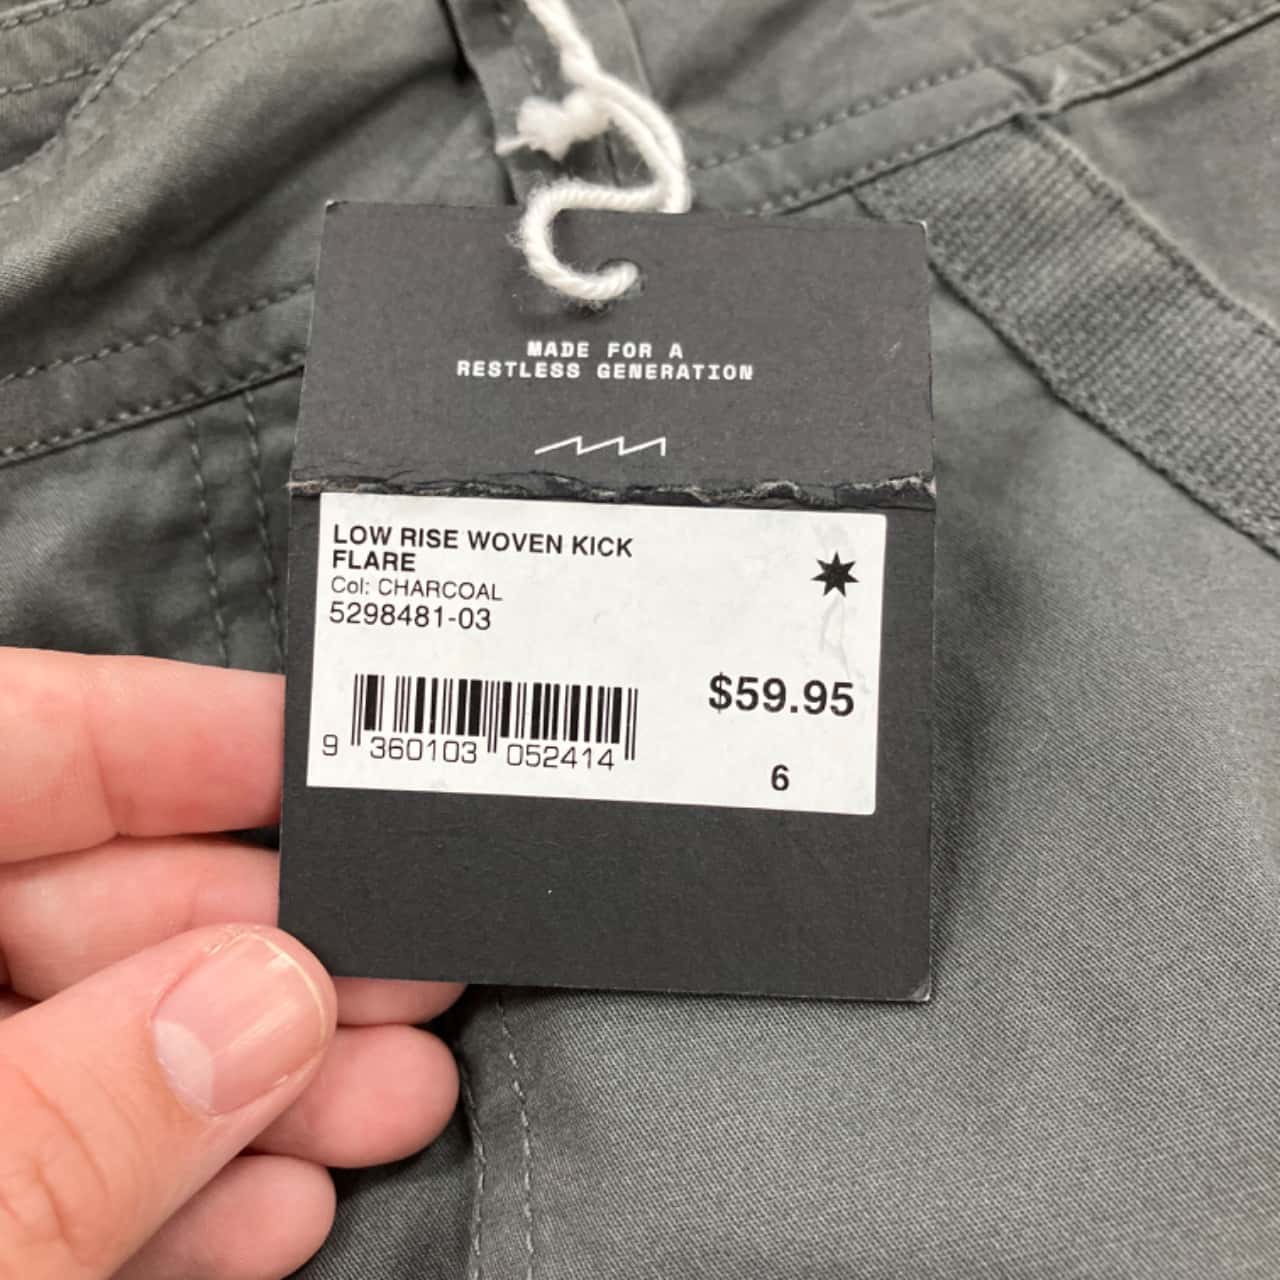 MADE FOR A
RESTLESS GENERATION
LOW RISE WOVEN KICK
FLARE
Col: CHARCOAL
5298481-03
$59.95
9 360103 052414
6